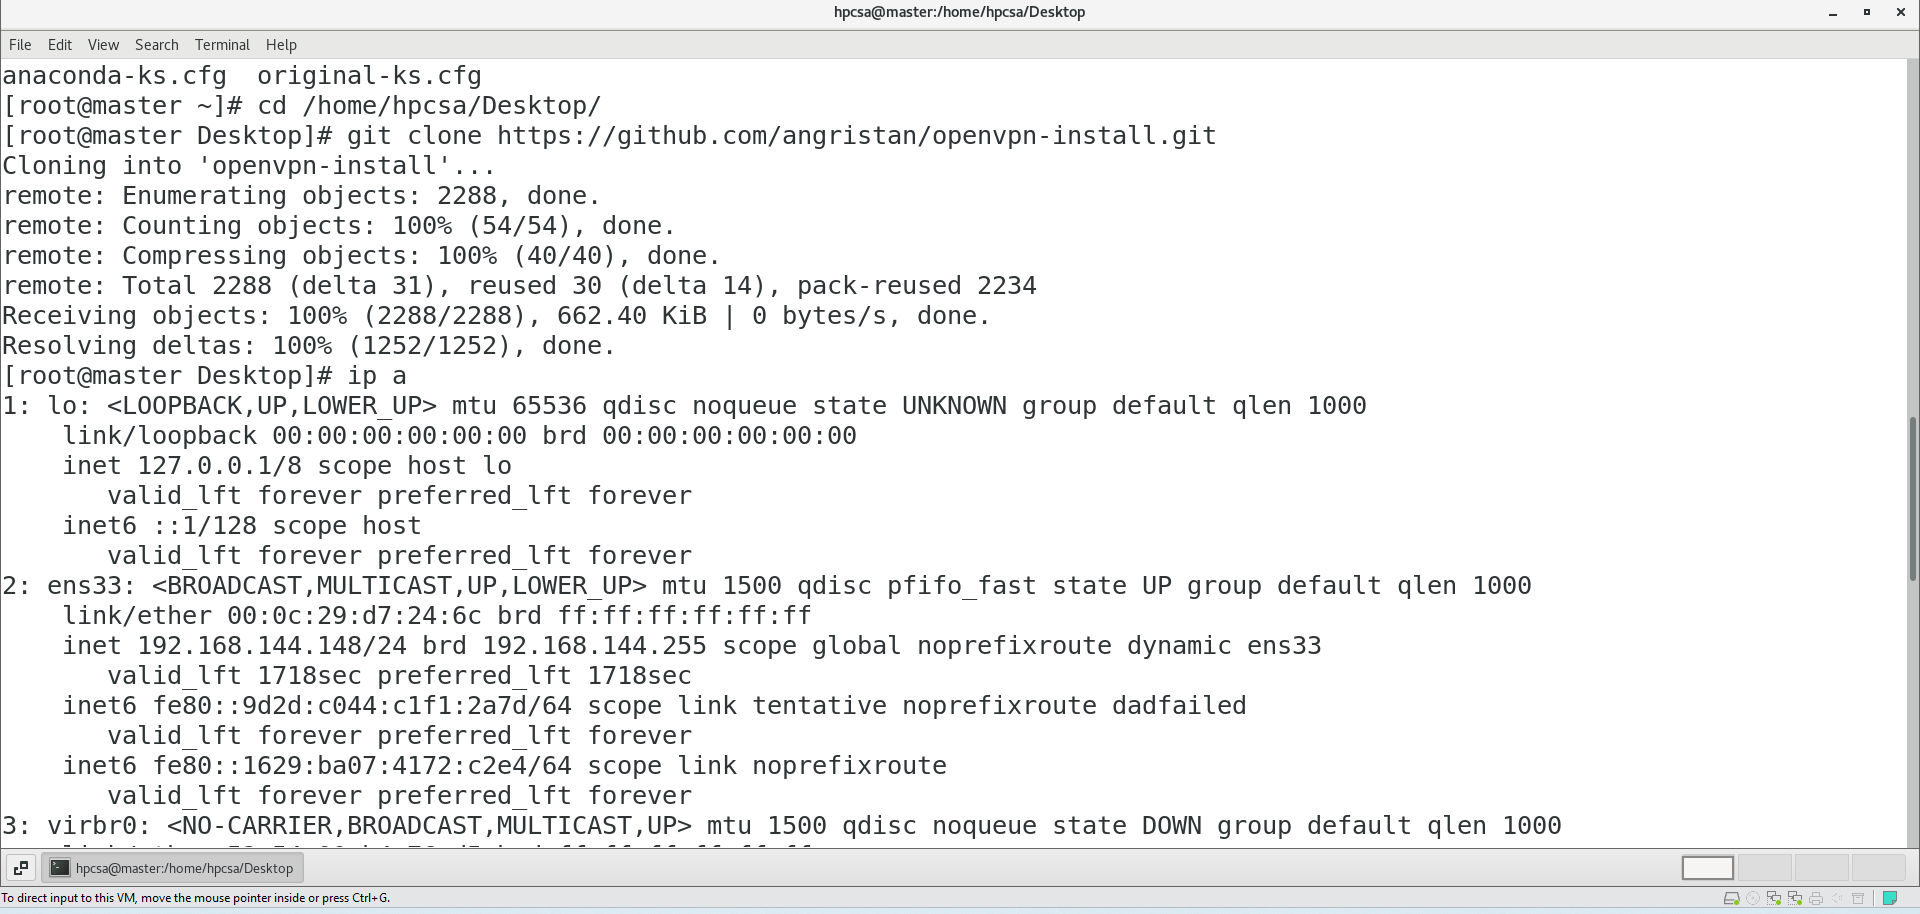 hpcsa@master:/home/hpcsa/Desktop
File Edit View Search Terminal Help
anaconda-ks.cfg  original-ks.cfg
[root@master ~]# cd /home/hpcsa/Desktop/
[root@master Desktop]# git clone https://github.com/angristan/openvpn-install.git
Cloning into 'openvpn-install'...
remote: Enumerating objects: 2288, done.
remote: Counting objects: 100% (54/54), done.
remote: Compressing objects: 100% (40/40), done.
remote: Total 2288 (delta 31), reused 30 (delta 14), pack-reused 2234
Receiving objects: 100% (2288/2288), 662.40 KiB | 0 bytes/s, done.
Resolving deltas: 100% (1252/1252), done.
[root@master Desktop]# ip a
1: lo: <LOOPBACK,UP,LOWER_UP> mtu 65536 qdisc noqueue state UNKNOWN group default qlen 1000
    link/loopback 00:00:00:00:00:00 brd 00:00:00:00:00:00
    inet 127.0.0.1/8 scope host lo
       valid_lft forever preferred_lft forever
    inet6 ::1/128 scope host
       valid_lft forever preferred_lft forever
2: ens33: <BROADCAST,MULTICAST,UP,LOWER_UP> mtu 1500 qdisc pfifo_fast state UP group default qlen 1000
    link/ether 00:0c:29:d7:24:6c brd ff:ff:ff:ff:ff:ff
    inet 192.168.144.148/24 brd 192.168.144.255 scope global noprefixroute dynamic ens33
       valid_lft 1718sec preferred_lft 1718sec
    inet6 fe80::9d2d:c044:c1f1:2a7d/64 scope link tentative noprefixroute dadfailed
       valid_lft forever preferred_lft forever
    inet6 fe80::1629:ba07:4172:c2e4/64 scope link noprefixroute
       valid_lft forever preferred_lft forever
3: virbr0: <NO-CARRIER,BROADCAST,MULTICAST,UP> mtu 1500 qdisc noqueue state DOWN group default qlen 1000
hpcsa@master:/home/hpcsa/Desktop
To direct input to this VM, move the mouse pointer inside or press Ctrl+G.